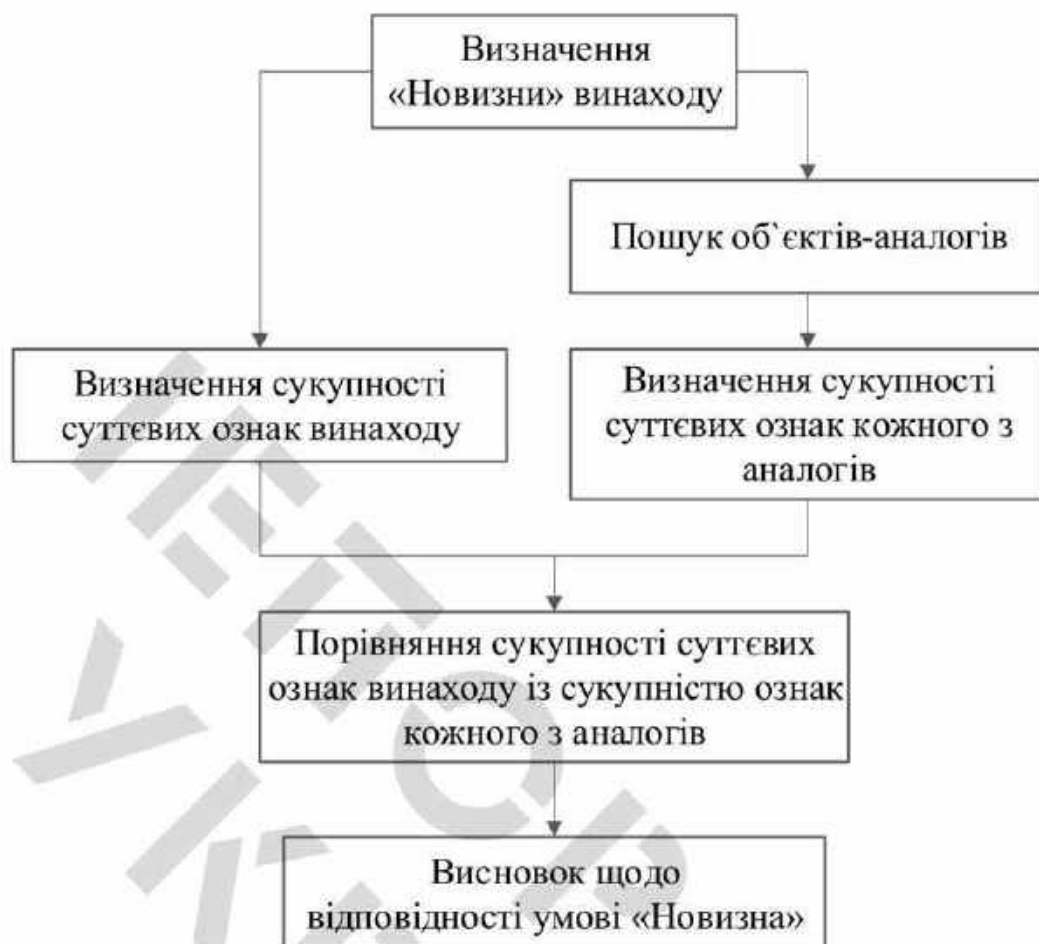 Визначення
«Новизни» винаходу
Пошук об`єктів-аналогів
Визначення сукупності
суттєвих ознак винаходу
Визначення сукупності
суттєвих ознак кожного з
аналогів
Порівняння сукупності суттєвих
ознак винаходу із сукупністю ознак
кожного з аналогів
Висновок щодо
відповідності умові «Новизна»